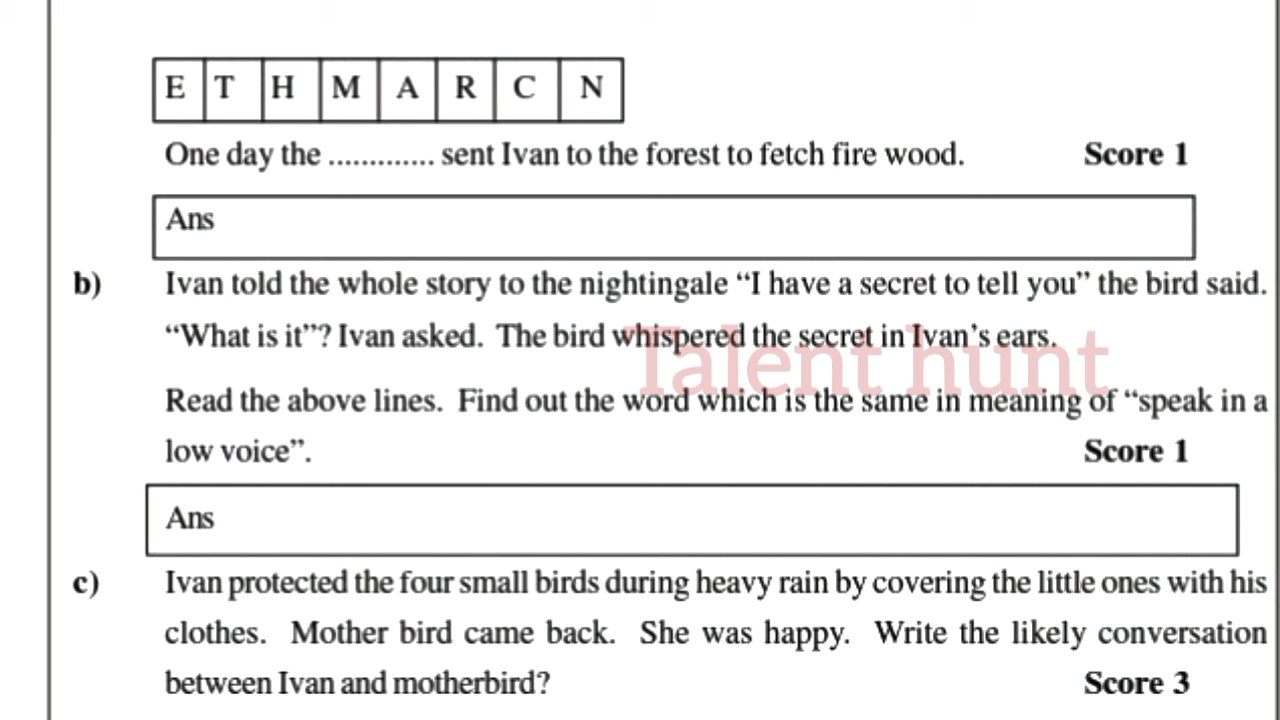 E T H M A R C N
One day the ............. sent Ivan to the forest to fetch fire wood. Score 1
Ans
b) Ivan told the whole story to the nightingale “I have a secret to tell you” the bird said.
“What is it”? Ivan asked. The bird whispered the secret in Ivan’s ears.
Talent hunt
Read the above lines. Find out the word which is the same in meaning of “speak in a
low voice”. Score 1
Ans
c) Ivan protected the four small birds during heavy rain by covering the little ones with his
clothes. Mother bird came back. She was happy. Write the likely conversation
between Ivan and motherbird? Score 3